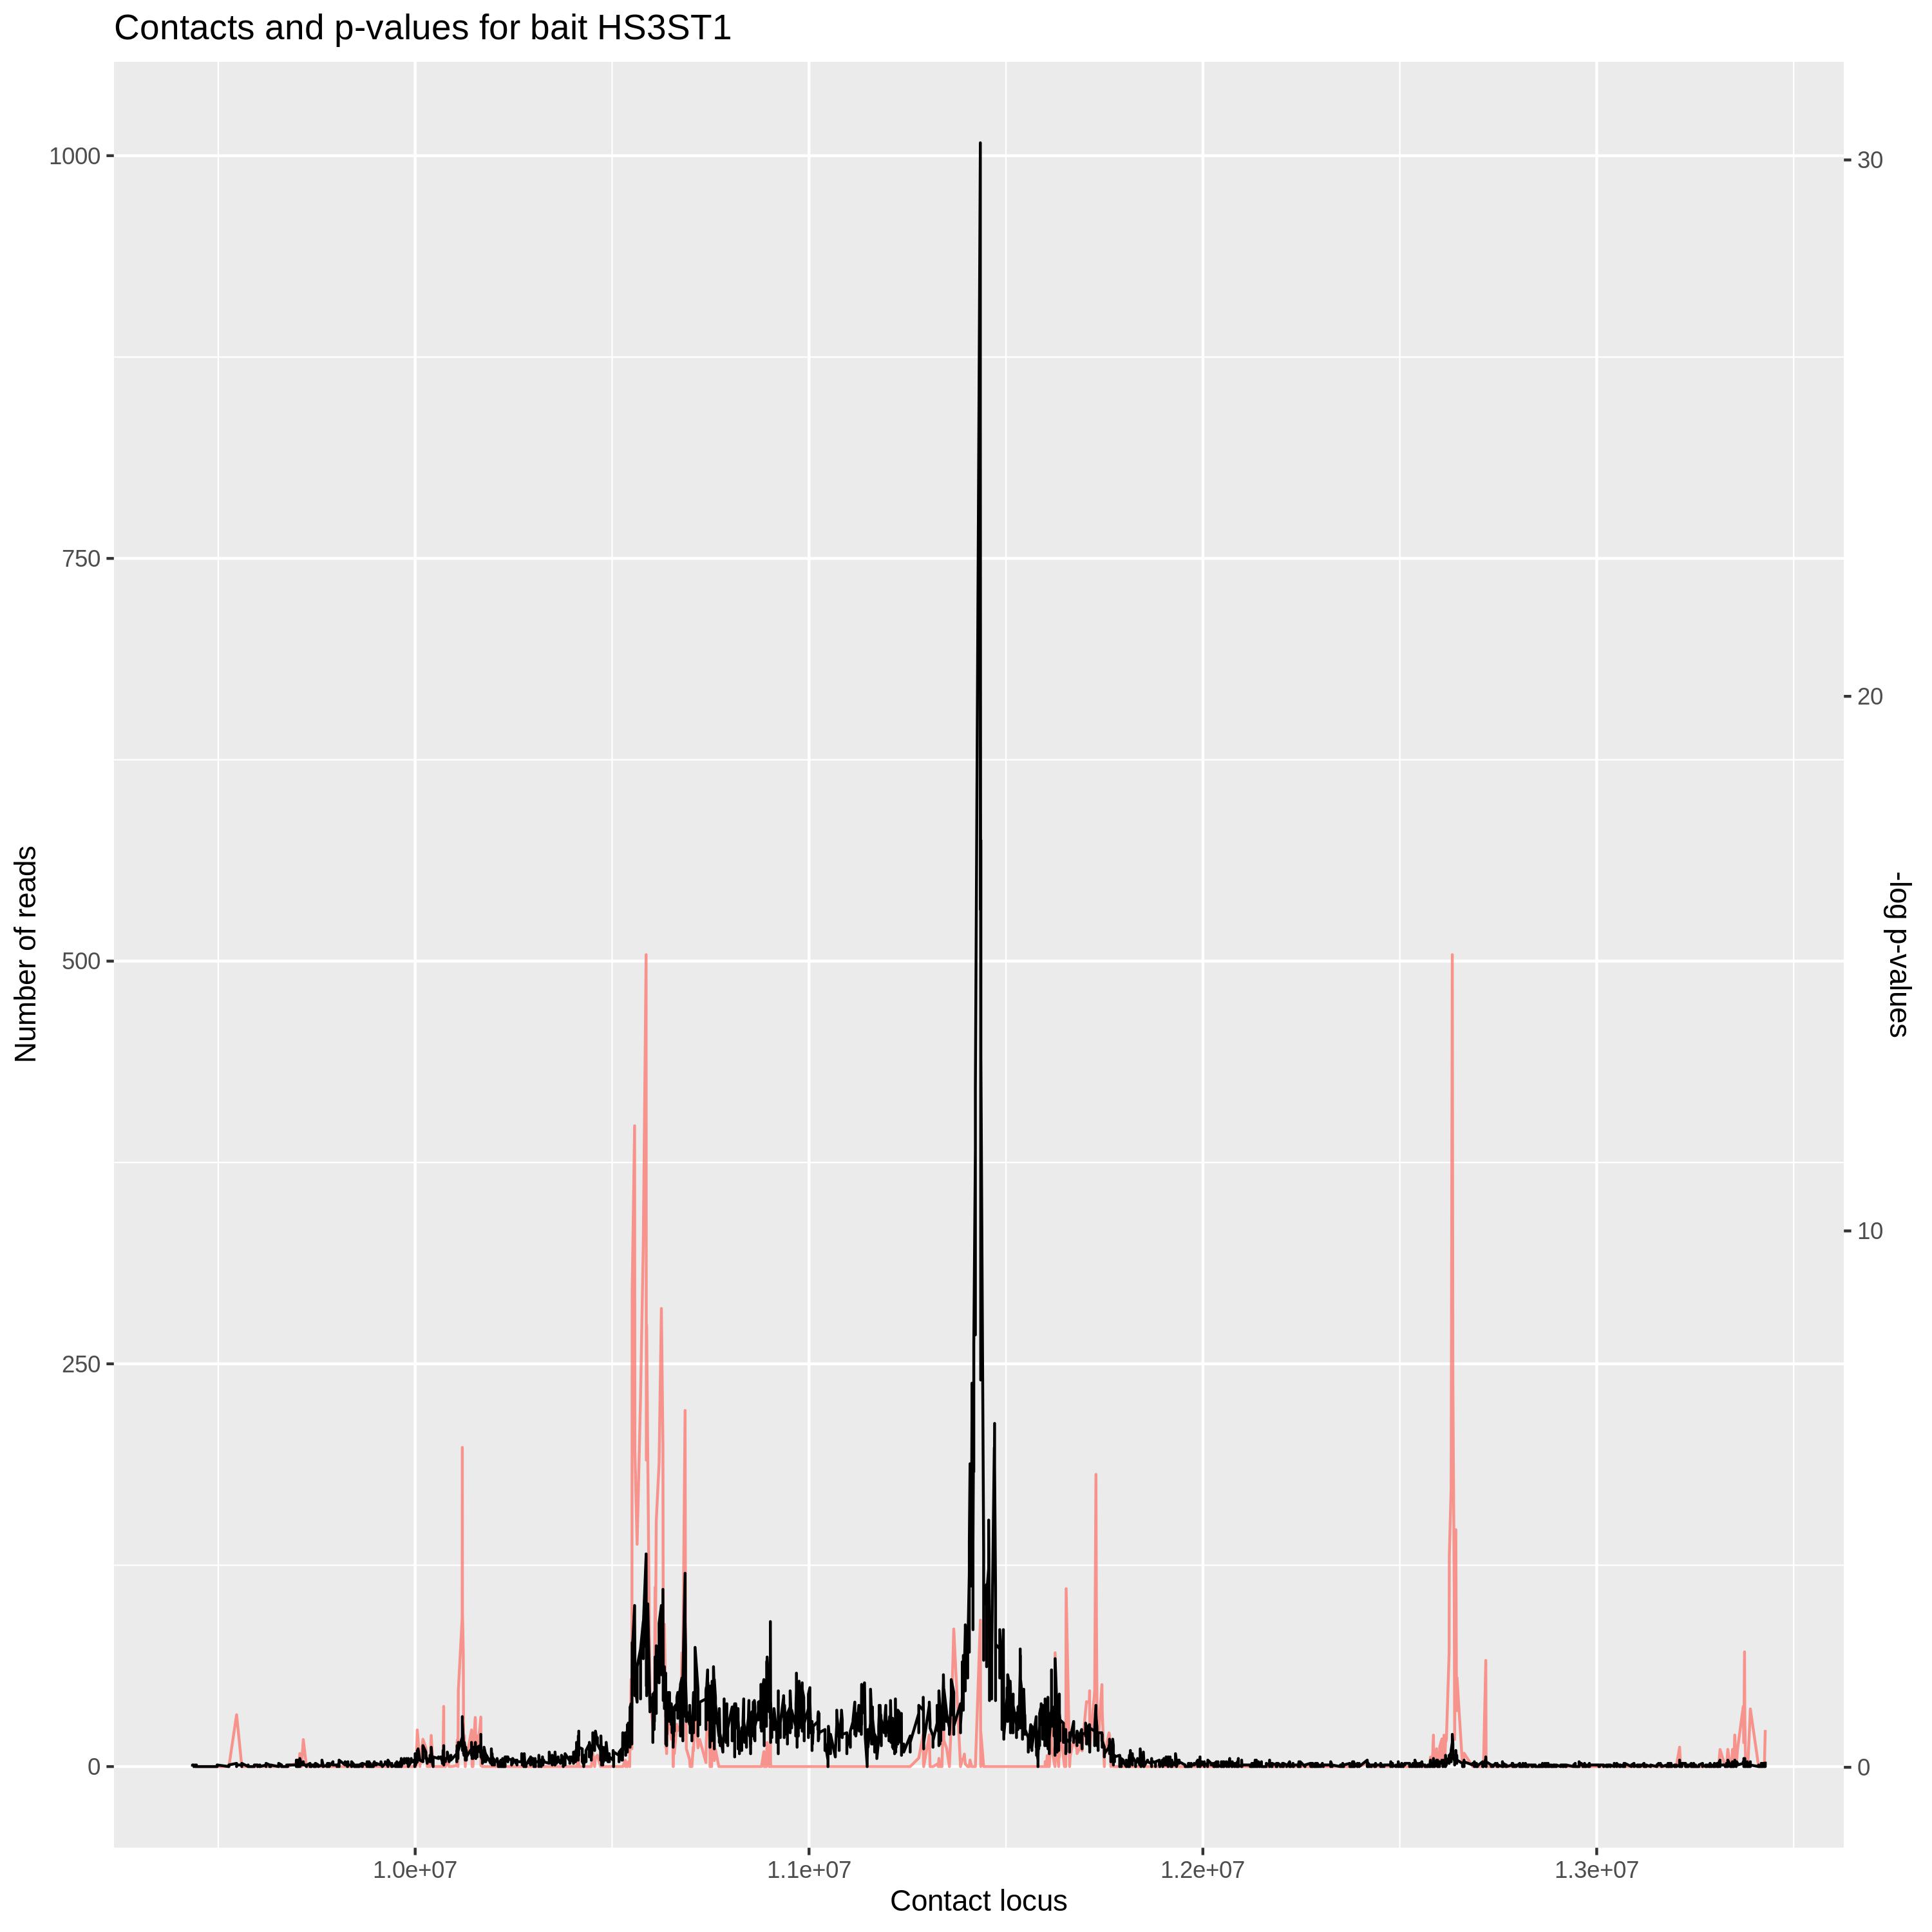 Contacts and p-values for bait HS3ST1
1000
750
500
250
0
Number of reads
30
20
10
0
-log p-values
1.0e+07 1.1e+07 1.2e+07 1.3e+07
Contact locus